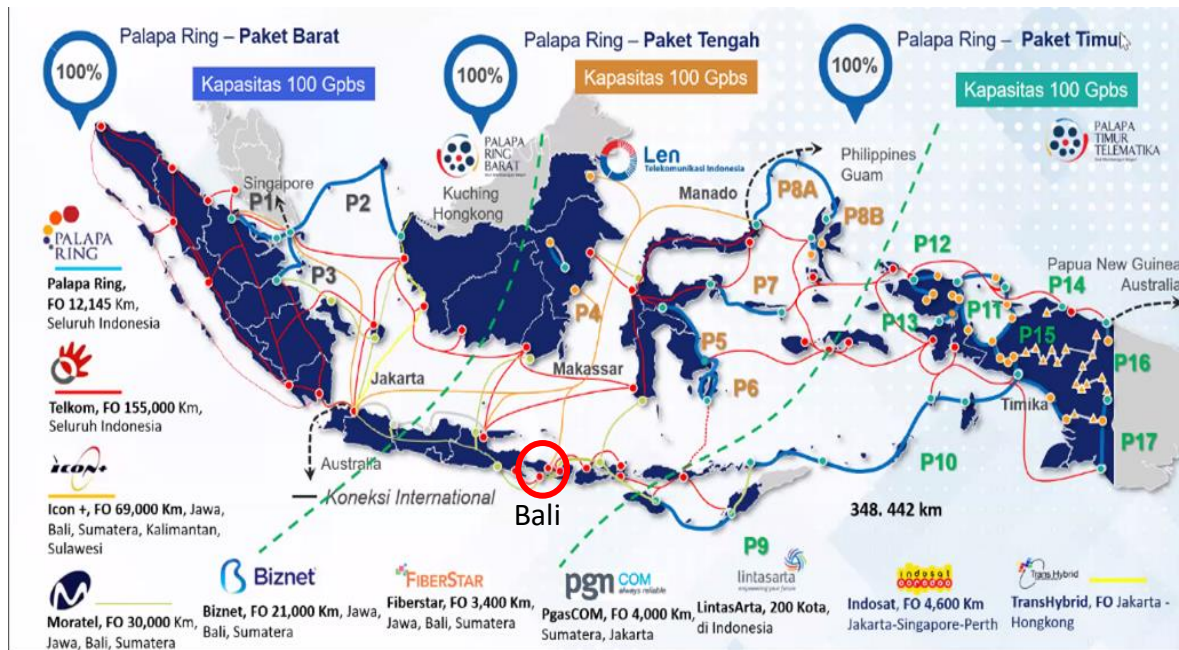 Palapa Ring – Paket Barat
100%
Kapasitas 100 Gpbs
Palapa Ring – Paket Tengah
100%
Kapasitas 100 Gpbs
Palapa Ring – Paket Timur
100%
Kapasitas 100 Gpbs
PALAPA
RING
BARAT
Len
Telekomunikasi Indonesia
PALAPA
TIMUR
TELEMATIKA
Singapore
P1
P2
P3
Kuching
Hongkong
Manado
Philippines
Guam
P8A
P8B
P12
Papua New Guinea
Australia
P14
P11
P7
P4
P13
P15
P5
P16
P6
Makassar
Jakarta
Timika
P17
P10
Australia
Koneksi International
Bali
P9
348. 442 km
PALAPA
RING
Palapa Ring,
FO 12,145 Km,
Seluruh Indonesia
Telkom, FO 155,000 Km,
Seluruh Indonesia
icon+
Icon +, FO 69,000 Km, Jawa,
Bali, Sumatera, Kalimantan,
Sulawesi
Moratel, FO 30,000 Km,
Jawa, Bali, Sumatera
Biznet
Biznet, FO 21,000 Km, Jawa,
Bali, Sumatera
FIBERSTAR
Fiberstar, FO 3,400 Km,
Jawa, Bali, Sumatera
pgn COM
always reliable
PgasCOM, FO 4,000 Km,
Sumatera, Jakarta
lintasarta
LintasArta, 200 Kota,
di Indonesia
indosat
ooredoo
Indosat, FO 4,600 Km
Jakarta-Singapore-Perth
Trans Hybrid
TransHybrid, FO Jakarta -
Hongkong